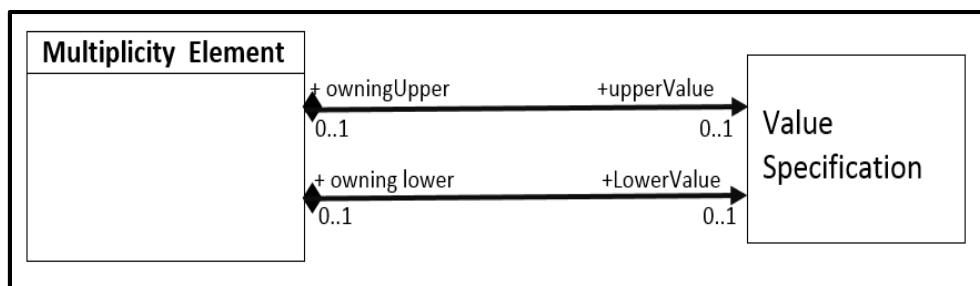 Multiplicity Element
+ owningUpper
+upperValue
0..1
0..1
+ owning lower
+LowerValue
0..1
0..1
Value
Specification